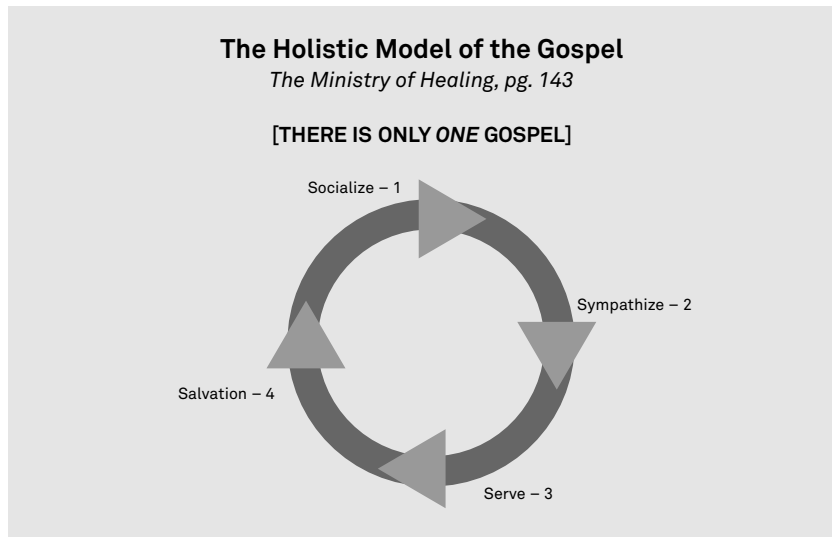 The Holistic Model of the Gospel
The Ministry of Healing, pg. 143
[THERE IS ONLY ONE GOSPEL]
Socialize – 1
Sympathize – 2
Salvation – 4
Serve – 3